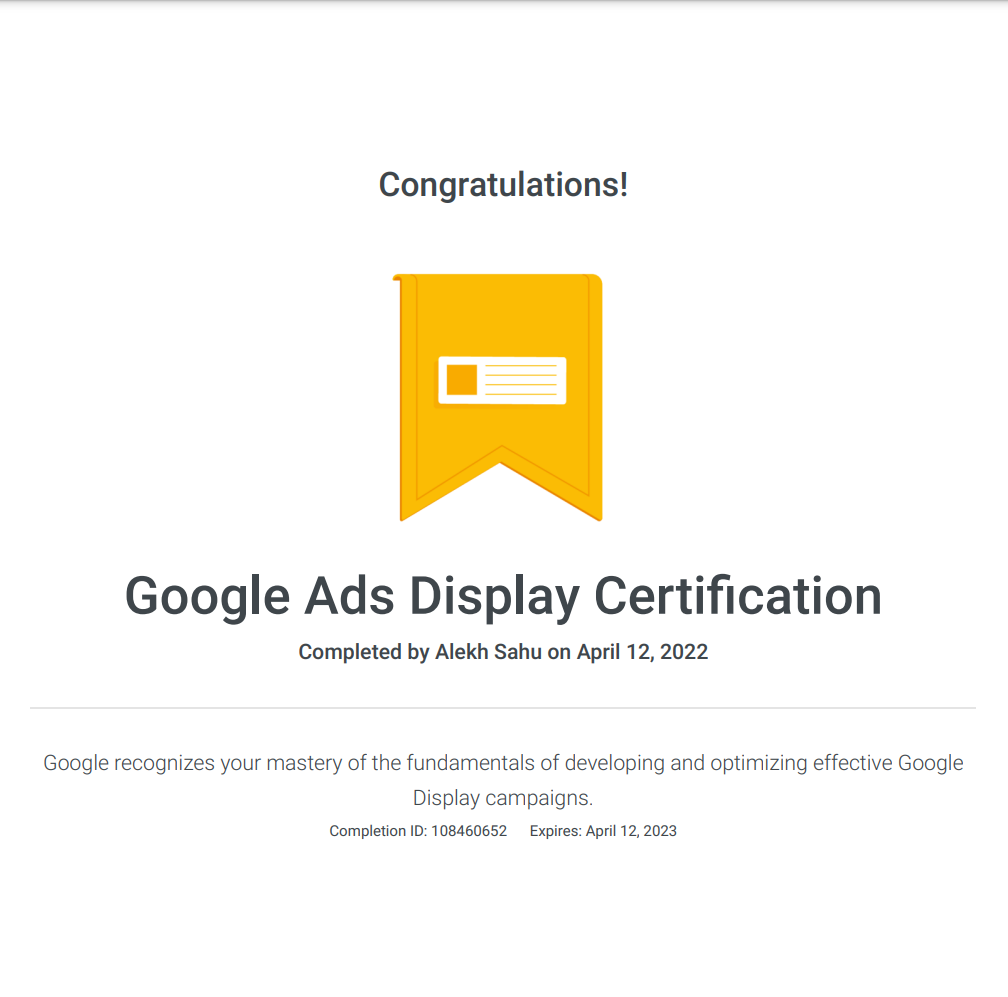 Congratulations!
Google Ads Display Certification
Completed by Alekh Sahu on April 12, 2022
Google recognizes your mastery of the fundamentals of developing and optimizing effective Google
Display campaigns.
Completion ID: 108460652 Expires: April 12, 2023